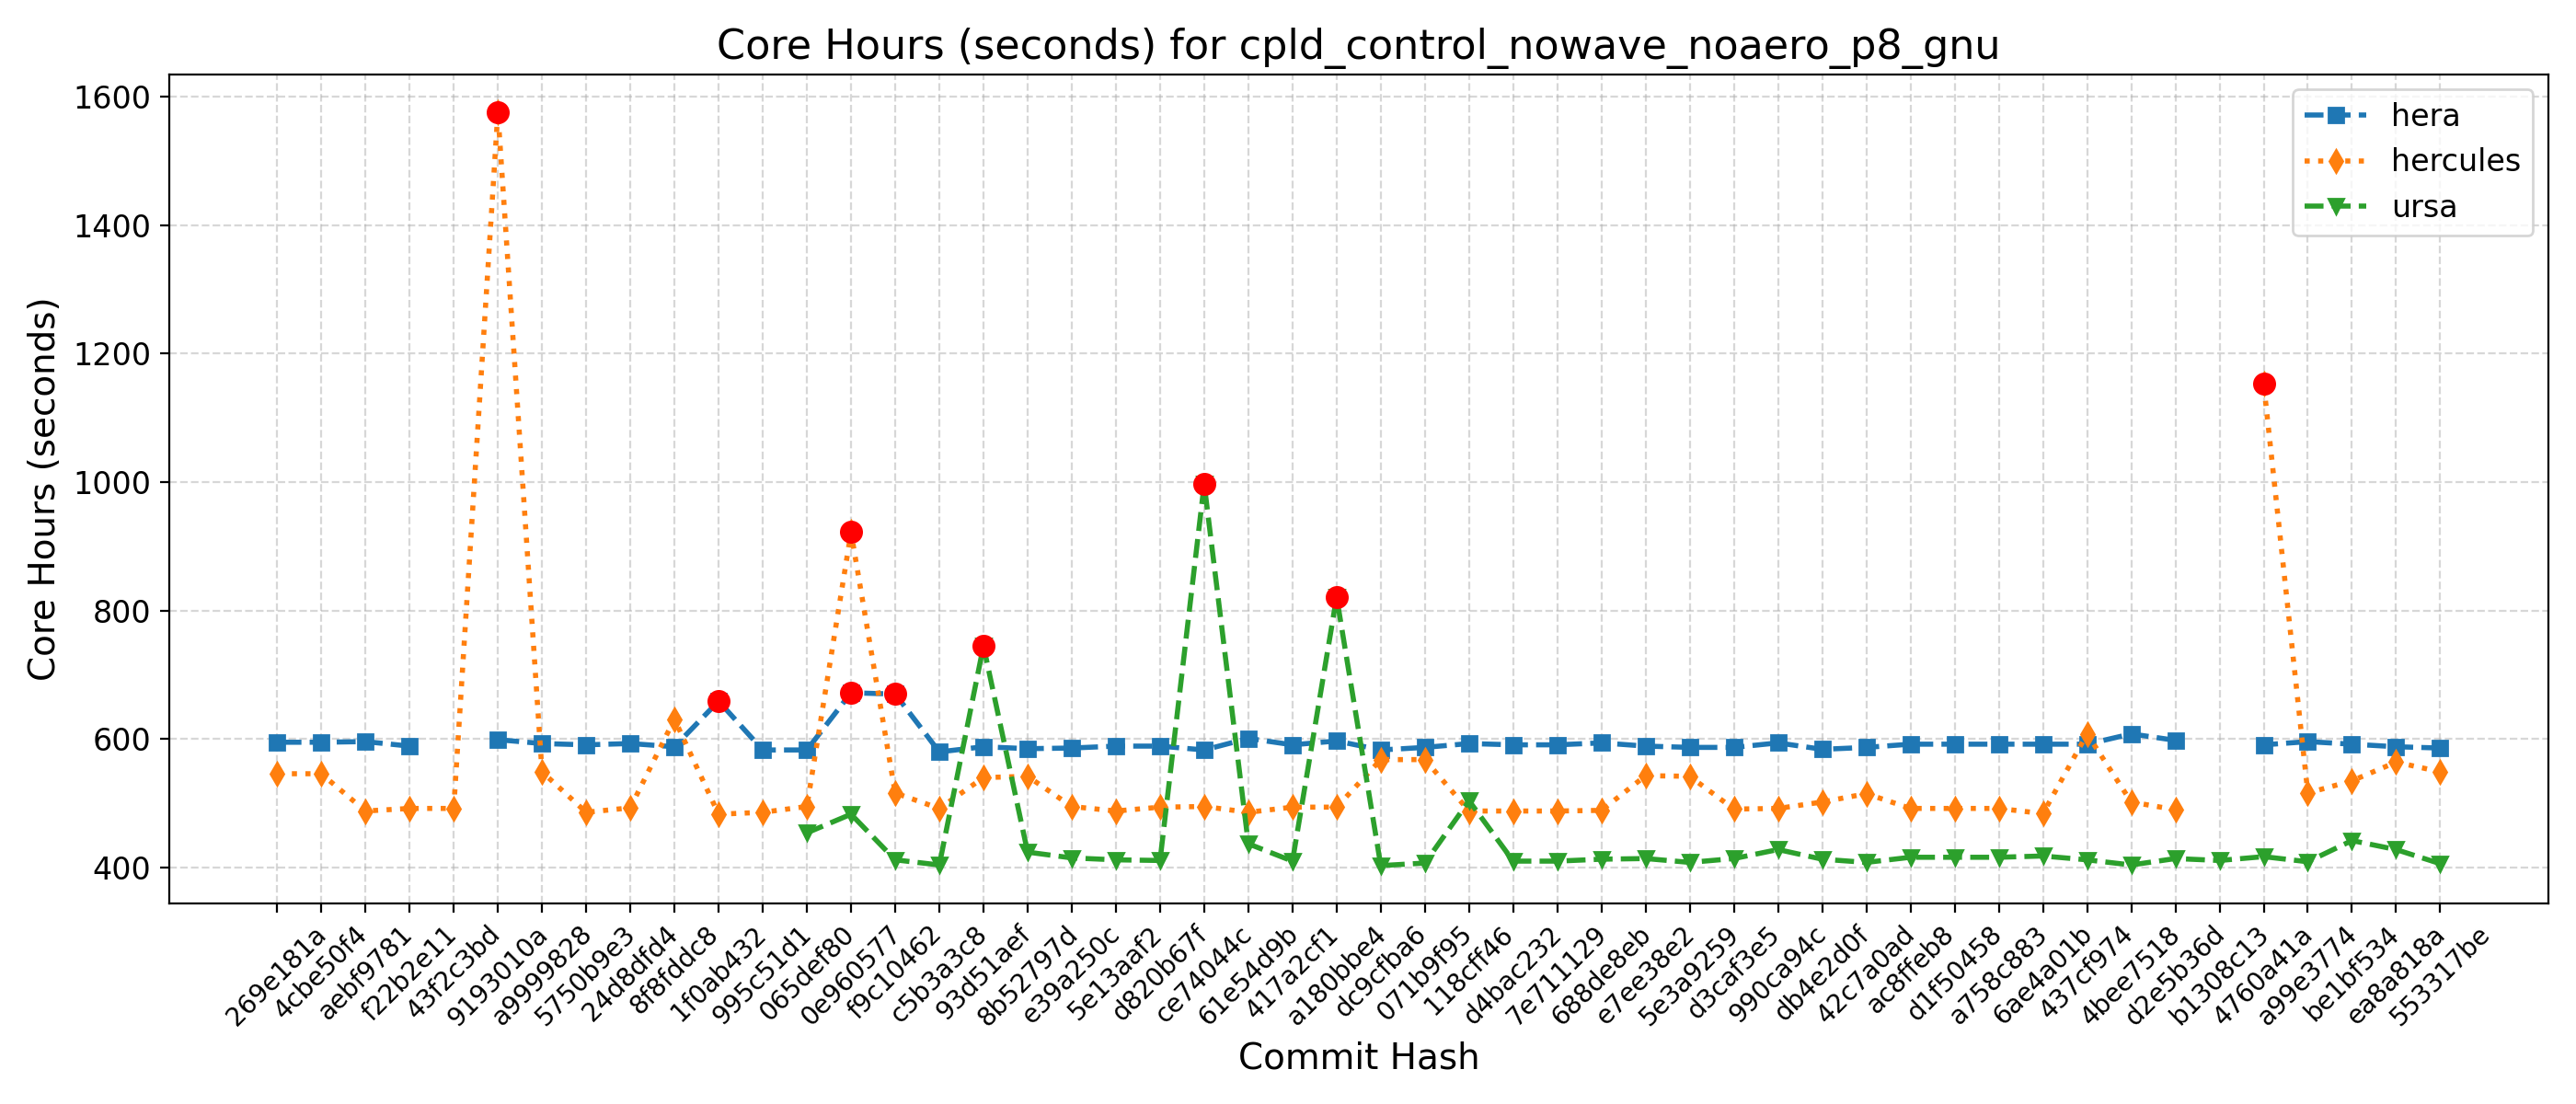 Core Hours (seconds) for cpld_control_nowave_noaero_p8_gnu
Core Hours (seconds)
1600
1400
1200
1000
800
600
400
hera
hercules
ursa
269e181a
4cbe50f4
aebf9781
f22b2e11
43f2c3bd
9193010a
a9999828
5750b9e3
24d8dfd4
8f8fddc8
1f0ab432
995c51d1
065def80
0e960577
f9c10462
c5b3a3c8
93d51aef
8b52797d
e39a250c
5e13aaf2
d820b67f
ce74044c
61e54d9b
417a2cf1
a180bbe4
dc9cfba6
071b9f95
118cff46
d4bac232
7e711129
688de8eb
e7ee38e2
5e3a9259
d3caf3e5
990ca94c
db4e2d0f
42c7a0ad
ac8ffeb8
d1f50458
a758c883
6ae4a01b
437cf974
4bee7518
d2e5b36d
b1308c13
4760a41a
a99e3774
be1bf534
ea8a818a
553317be
Commit Hash